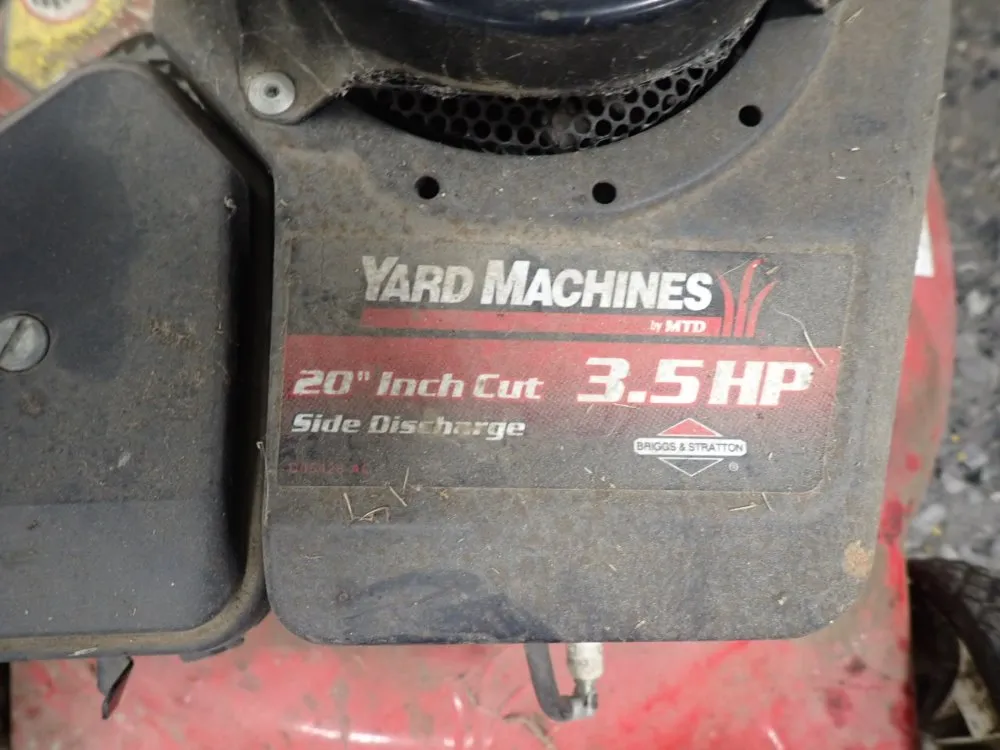 YARD MACHINES
by MTD
20" Inch Cut 3.5 HP
Side Discharge
BRIGGS & STRATTON
®